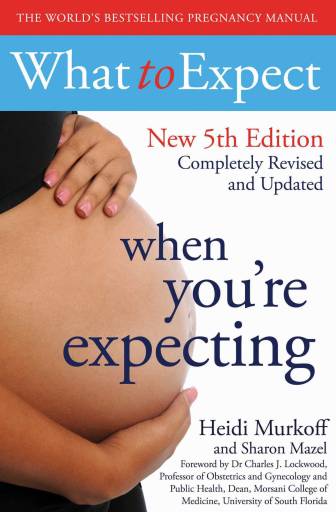 THE WORLD'S BESTSELLING PREGNANCY MANUAL
What to Expect
New 5th Edition
Completely Revised
and Updated
when
you're
expecting
Heidi Murkoff
and Sharon Mazel
Foreword by Dr Charles J. Lockwood,
Professor of Obstetrics and Gynecology and
Public Health, Dean, Morsani College of
Medicine, University of South Florida